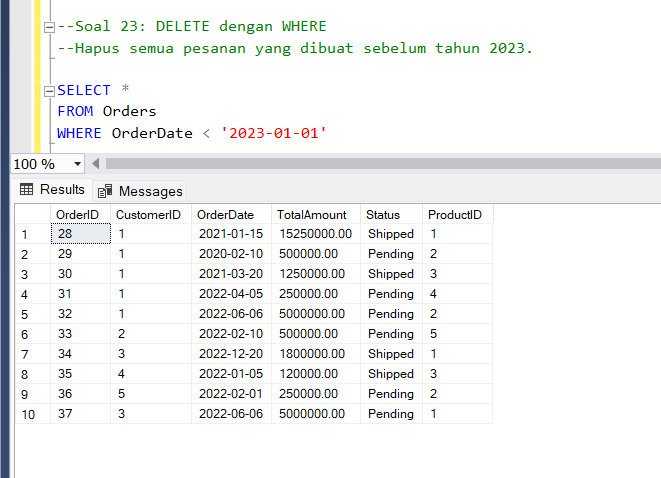 --Soal 23: DELETE dengan WHERE
--Hapus semua pesanan yang dibuat sebelum tahun 2023.
SELECT *
FROM Orders
WHERE OrderDate < '2023-01-01'
100 %
Results Messages
OrderID CustomerID OrderDate TotalAmount Status ProductID
1 28 1 2021-01-15 15250000.00 Shipped 1
2 29 1 2020-02-10 500000.00 Pending 2
3 30 1 2021-03-20 1250000.00 Shipped 3
4 31 1 2022-04-05 250000.00 Pending 4
5 32 1 2022-06-06 5000000.00 Pending 2
6 33 2 2022-02-10 500000.00 Pending 5
7 34 3 2022-12-20 1800000.00 Shipped 1
8 35 4 2022-01-05 120000.00 Shipped 3
9 36 5 2022-02-01 250000.00 Pending 2
10 37 3 2022-06-06 5000000.00 Pending 1